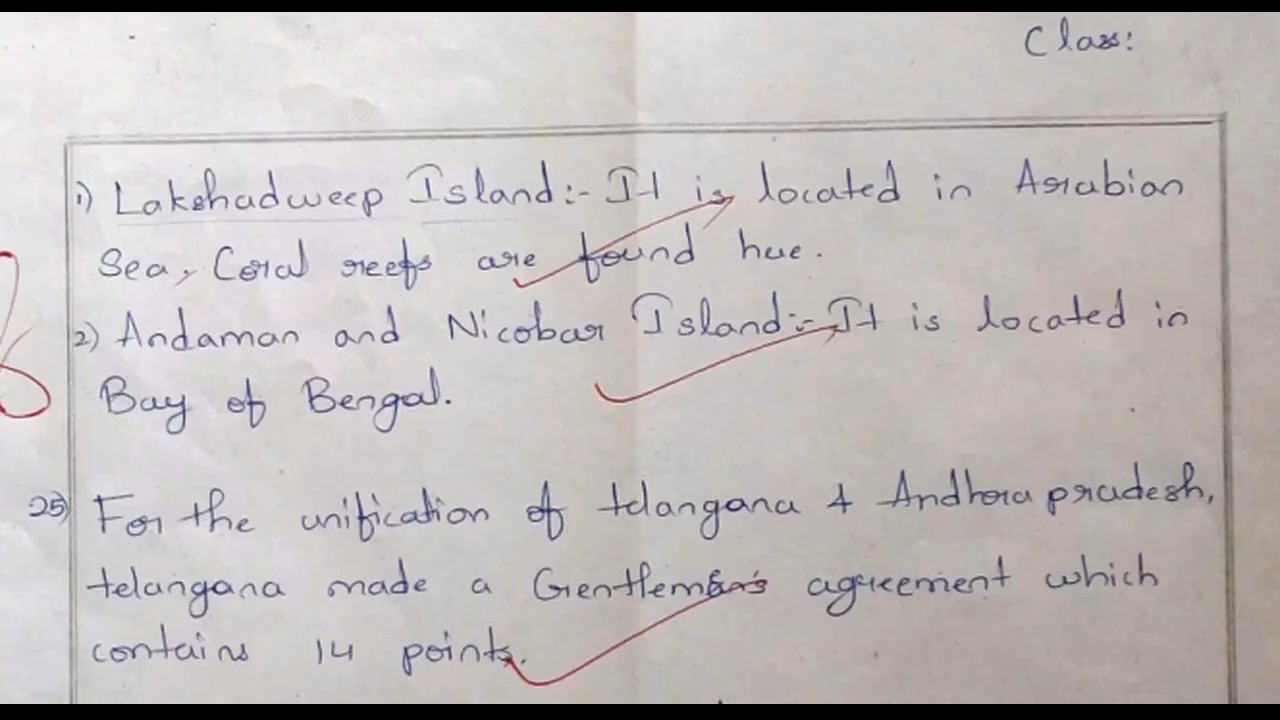 Class:
1) Lakshadweep Island:- It is located in Arabian
Sea, Coral reefs are found hue.
2) Andaman and Nicobar Island:- It is located in
Bay of Bengal.
25) For the unification of telangana & Andhra pradesh,
telangana made a Gentlemen's agreement which
contains 14 points.